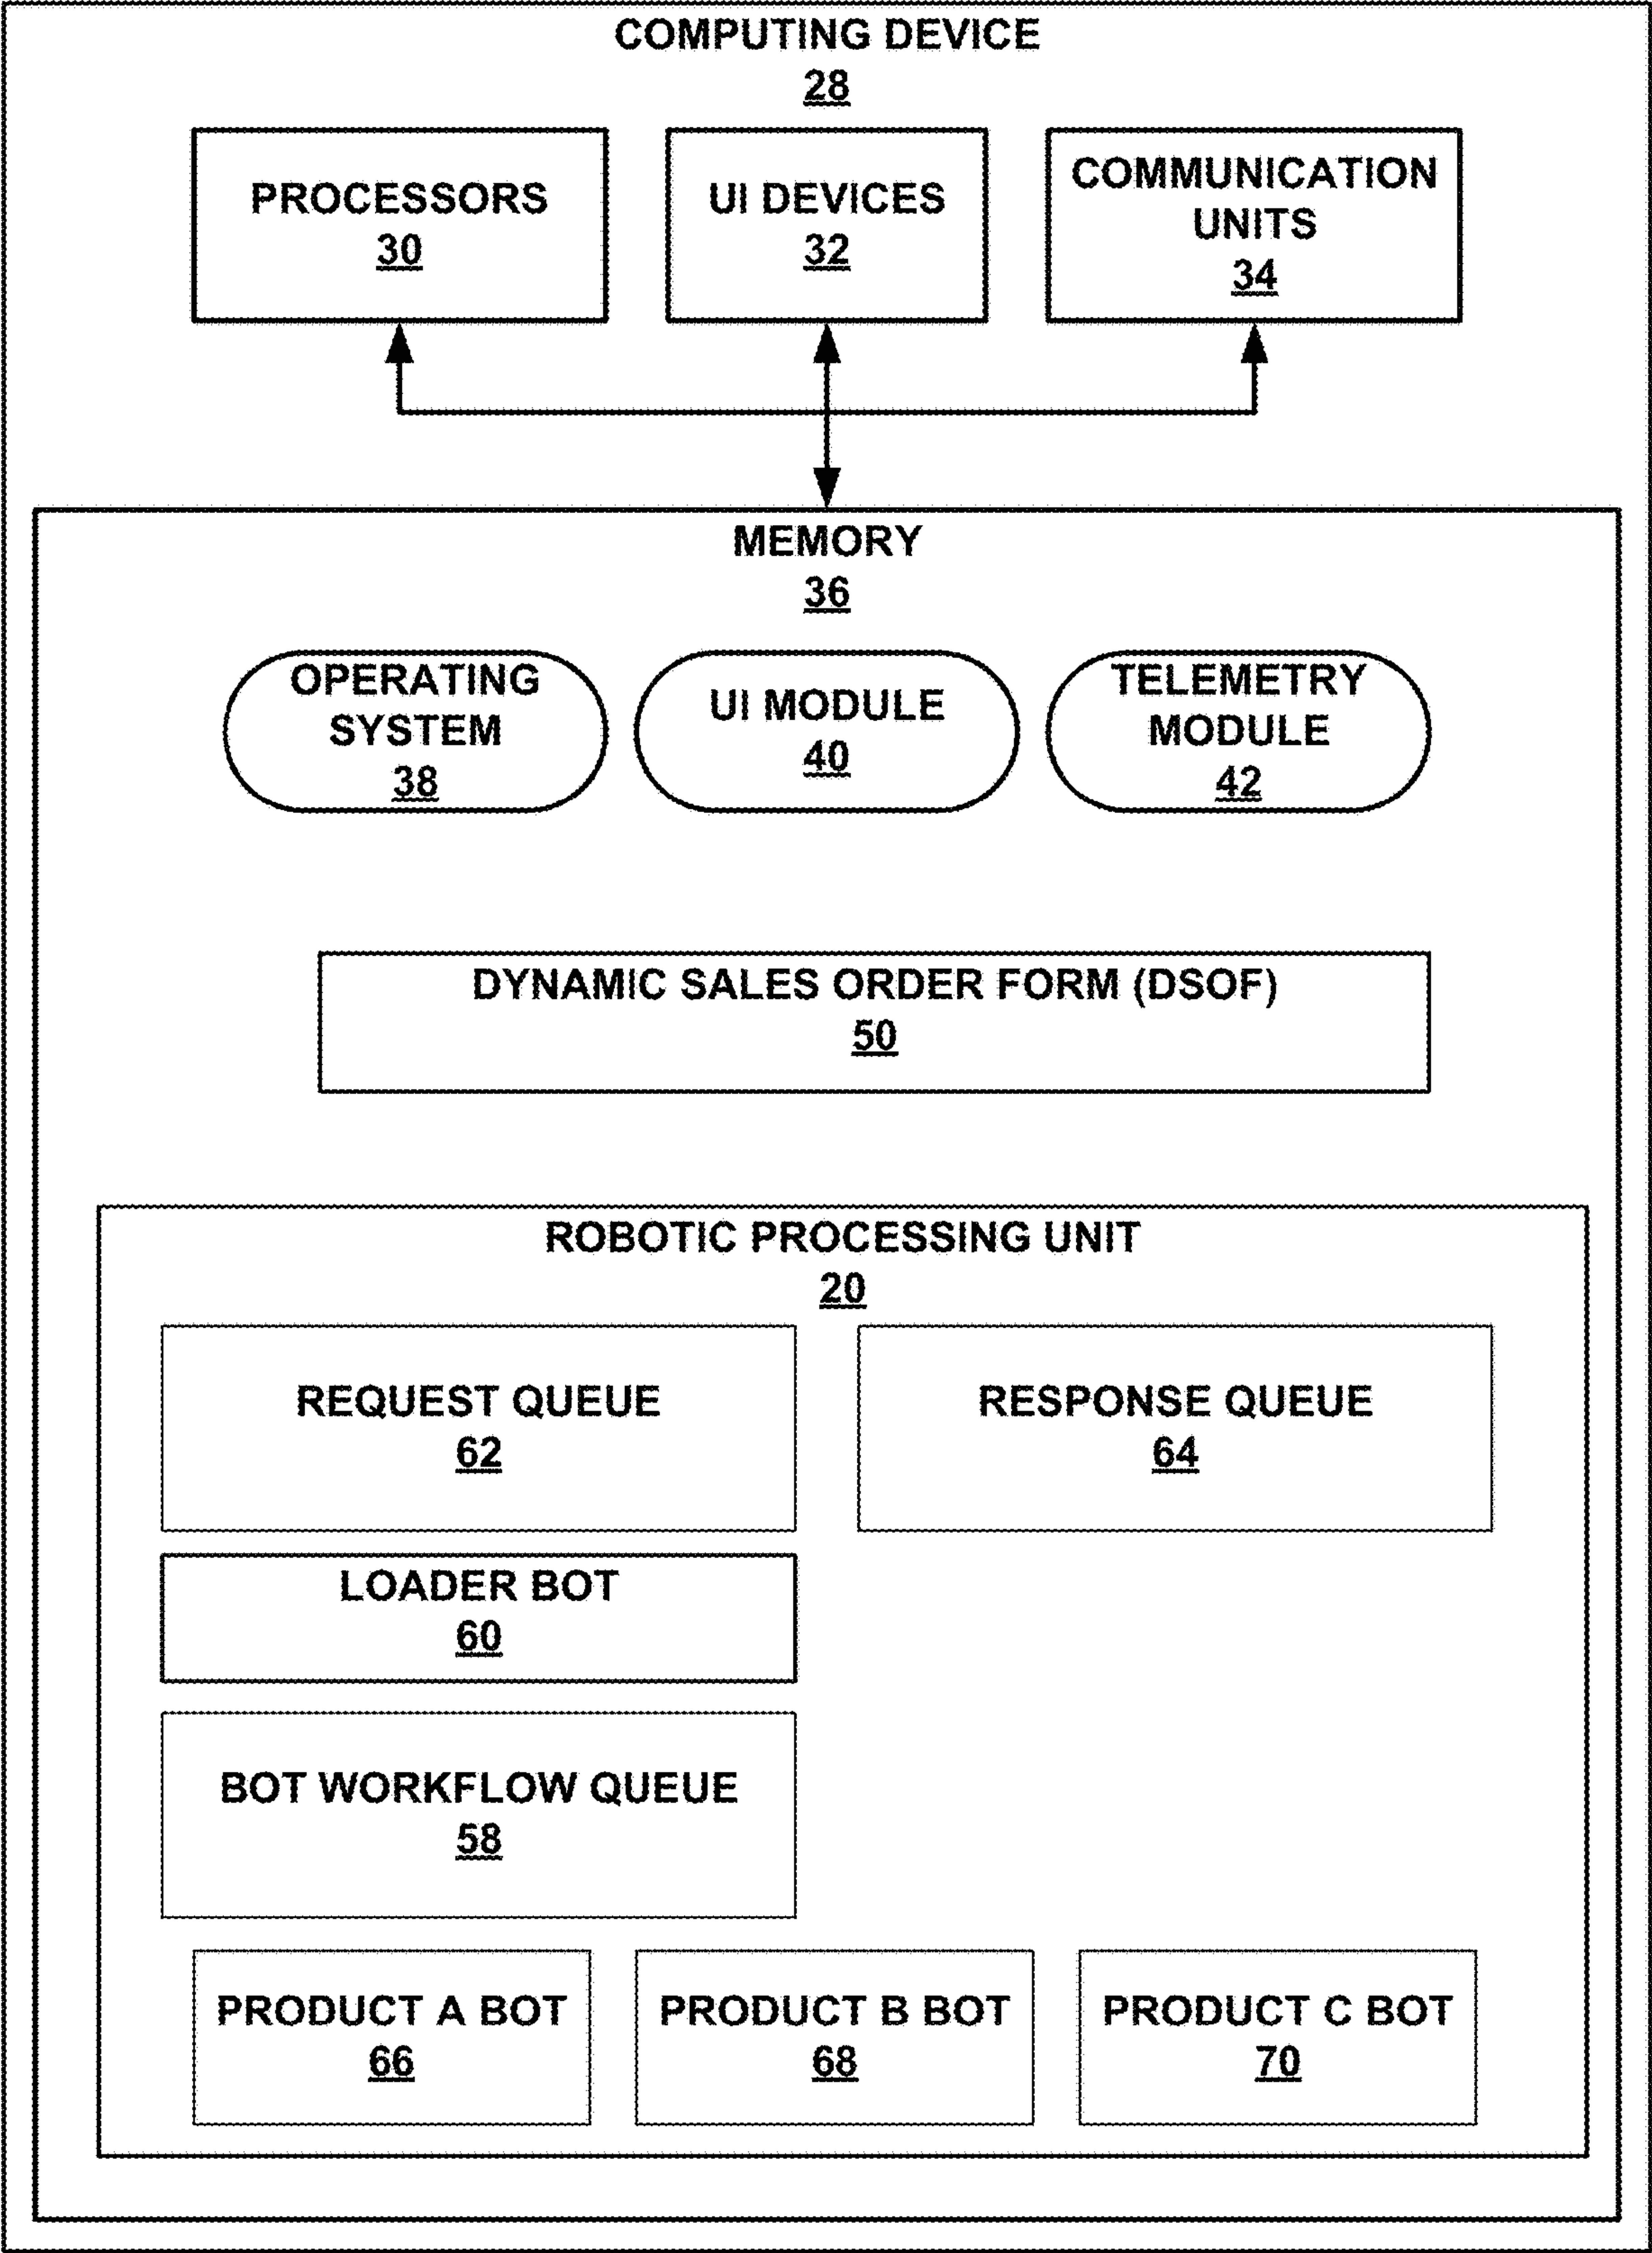 COMPUTING DEVICE
28
PROCESSORS
30
UI DEVICES
32
COMMUNICATION
UNITS
34
MEMORY
36
OPERATING
SYSTEM
38
UI MODULE
40
TELEMETRY
MODULE
42
DYNAMIC SALES ORDER FORM (DSOF)
50
ROBOTIC PROCESSING UNIT
20
REQUEST QUEUE
62
RESPONSE QUEUE
64
LOADER BOT
60
BOT WORKFLOW QUEUE
58
PRODUCT A BOT
66
PRODUCT B BOT
68
PRODUCT C BOT
70